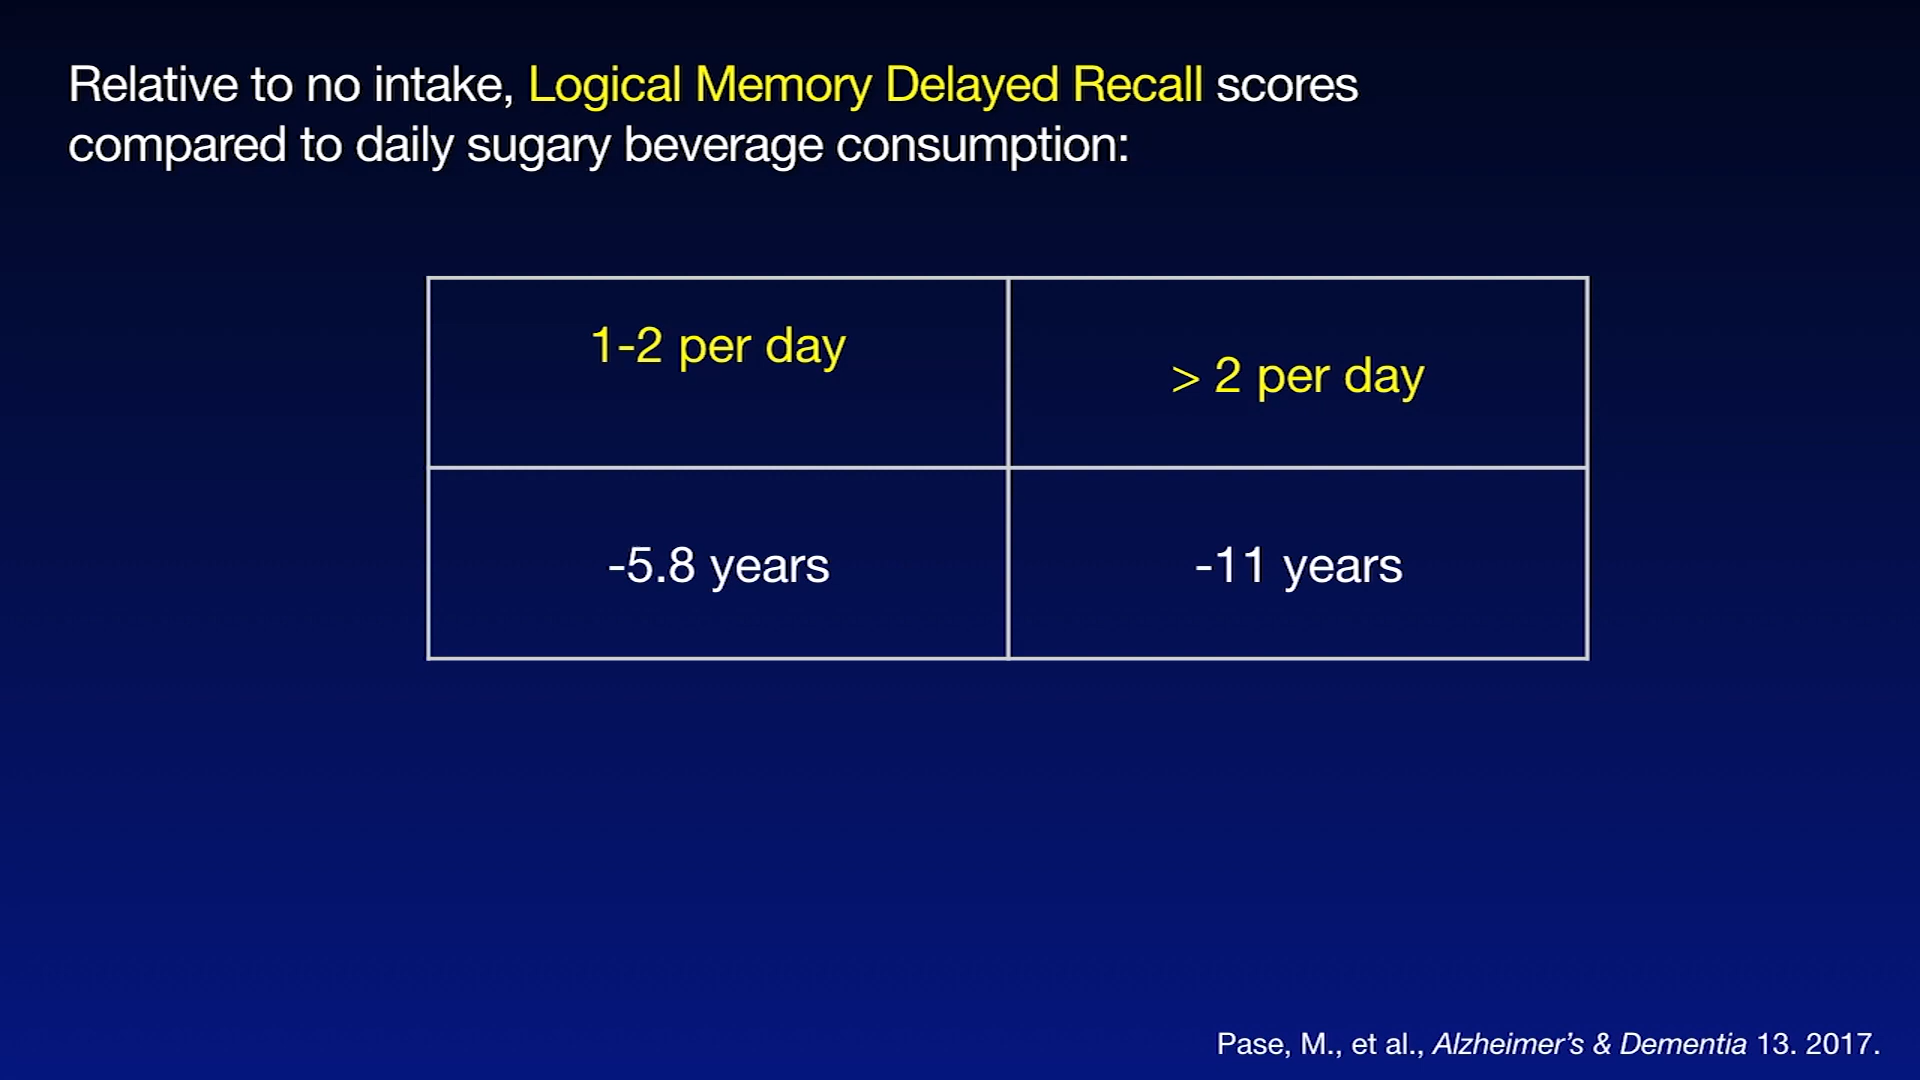 Relative to no intake, Logical Memory Delayed Recall scores
compared to daily sugary beverage consumption:
1-2 per day
> 2 per day
-5.8 years
-11 years
Pase, M., et al., Alzheimer's & Dementia 13. 2017.